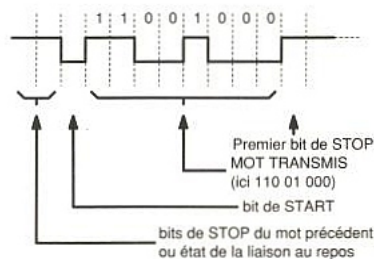 1 1 0 0 1 0 0 0
Premier bit de STOP
MOT TRANSMIS
(ici 110 01 000)
bit de START
bits de STOP du mot précédent
ou état de la liaison au repos